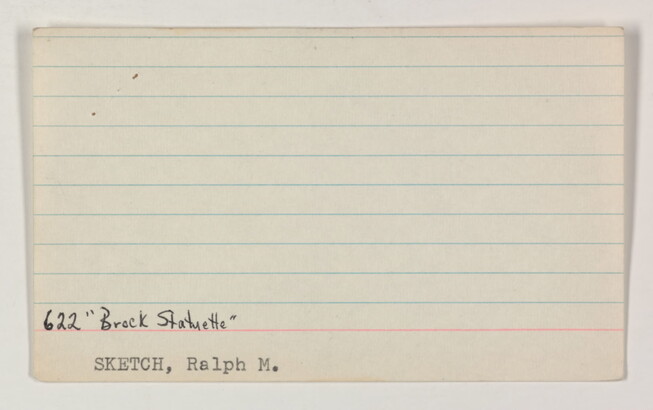 622 "Brock Statuette"
SKETCH, Ralph M.